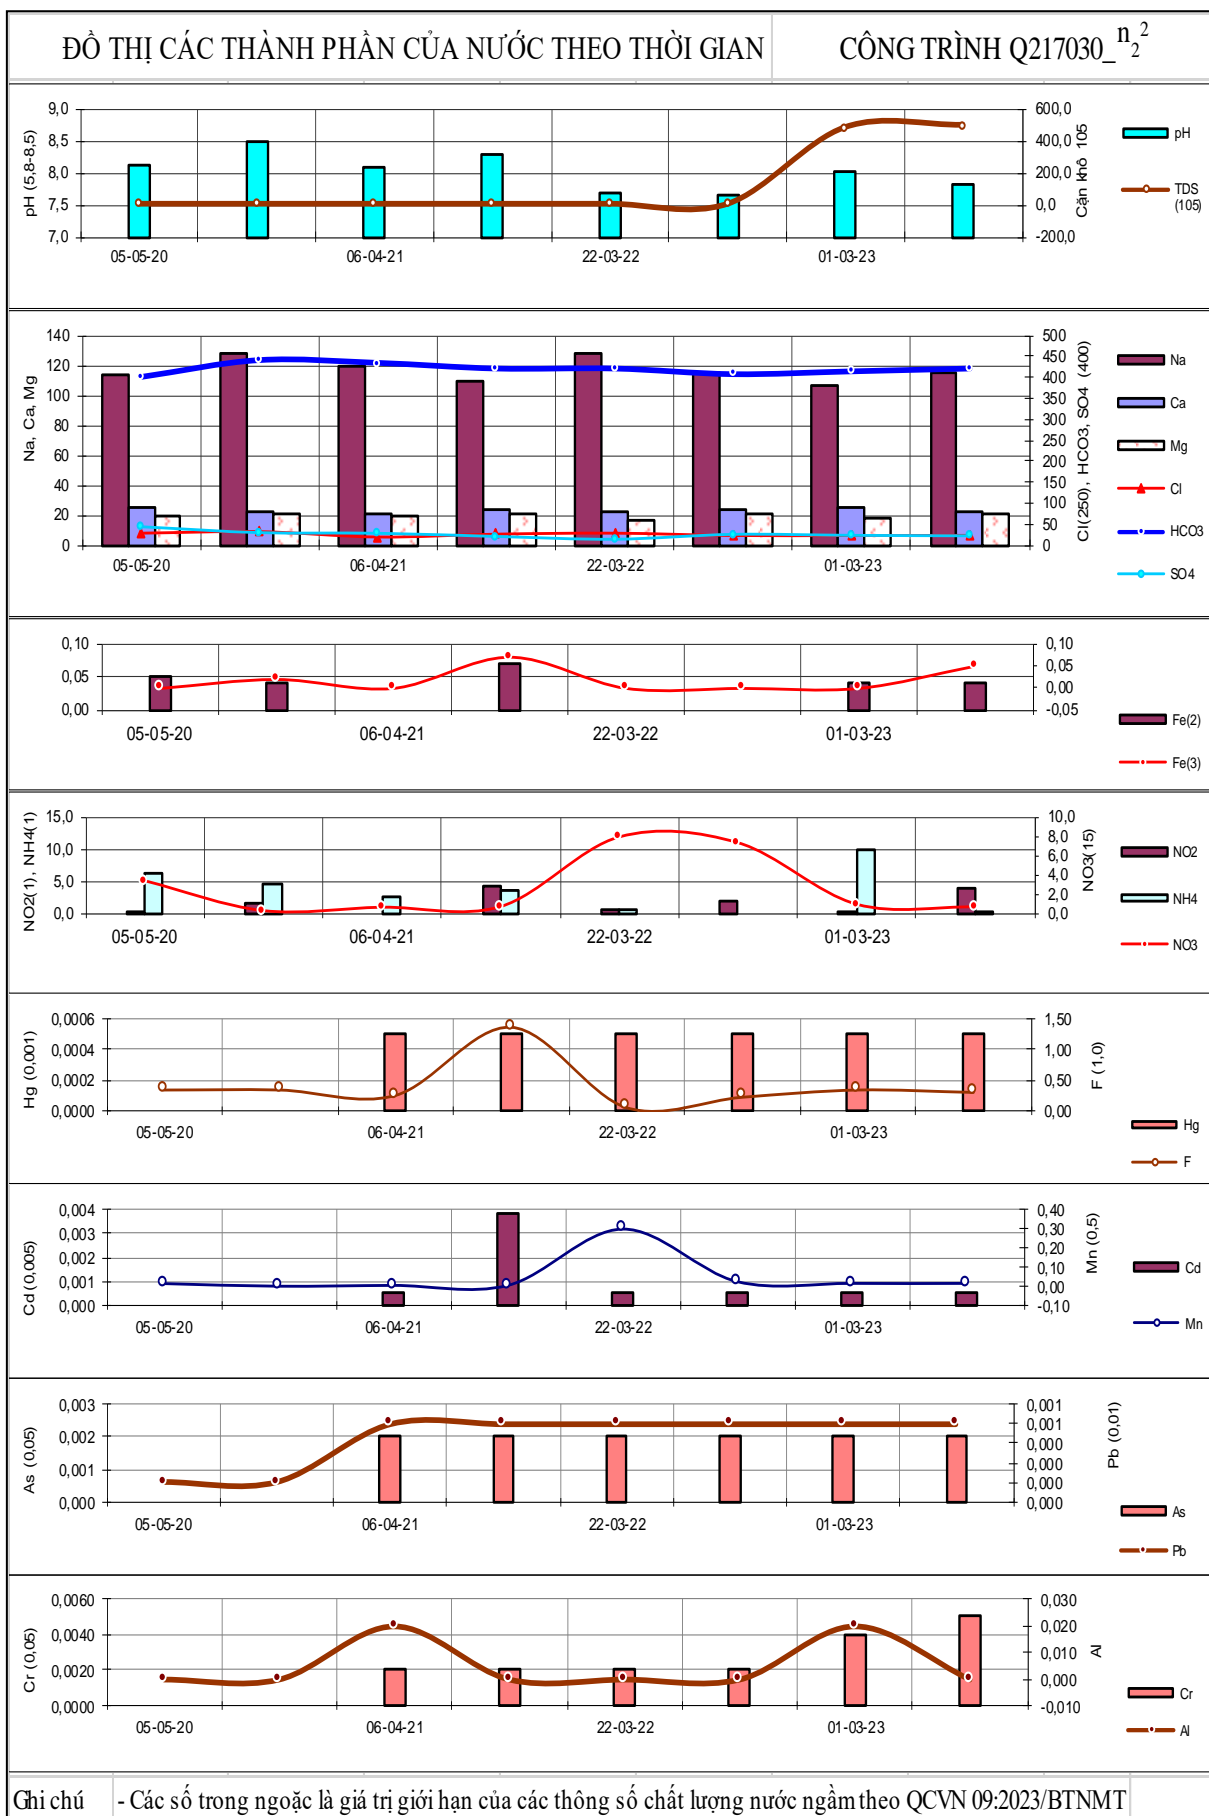 ĐỒ THỊ CÁC THÀNH PHẦN CỦA NƯỚC THEO THỜI GIAN
CÔNG TRÌNH Q217030_n₂²
pH (5,8-8,5)
9,0
8,5
8,0
7,5
7,0
600,0
400,0
200,0
0,0
-200,0
Cặn khô 105
05-05-20 06-04-21 22-03-22 01-03-23
pH
TDS
(105)
Na, Ca, Mg
140
120
100
80
60
40
20
0
500
450
400
350
300
250
200
150
100
50
0
Cl(250), HCO3, SO4 (400)
05-05-20 06-04-21 22-03-22 01-03-23
Na
Ca
Mg
Cl
HCO3
SO4
0,10
0,05
0,00
0,10
0,05
0,00
-0,05
05-05-20 06-04-21 22-03-22 01-03-23
Fe(2)
Fe(3)
NO2(1), NH4(1)
15,0
10,0
5,0
0,0
10,0
8,0
6,0
4,0
2,0
0,0
NO3(15)
05-05-20 06-04-21 22-03-22 01-03-23
NO2
NH4
NO3
Hg (0,001)
0,0006
0,0004
0,0002
0,0000
1,50
1,00
0,50
0,00
F (1,0)
05-05-20 06-04-21 22-03-22 01-03-23
Hg
F
Cd (0,005)
0,004
0,003
0,002
0,001
0,000
0,40
0,30
0,20
0,10
0,00
-0,10
Mn (0,5)
05-05-20 06-04-21 22-03-22 01-03-23
Cd
Mn
As (0,05)
0,003
0,002
0,001
0,000
0,001
0,001
0,000
0,000
0,000
0,000
Pb (0,01)
05-05-20 06-04-21 22-03-22 01-03-23
As
Pb
Cr (0,05)
0,0060
0,0040
0,0020
0,0000
0,030
0,020
0,010
0,000
-0,010
Al
05-05-20 06-04-21 22-03-22 01-03-23
Cr
Al
Ghi chú - Các số trong ngoặc là giá trị giới hạn của các thông số chất lượng nước ngầm theo QCVN 09:2023/BTNMT